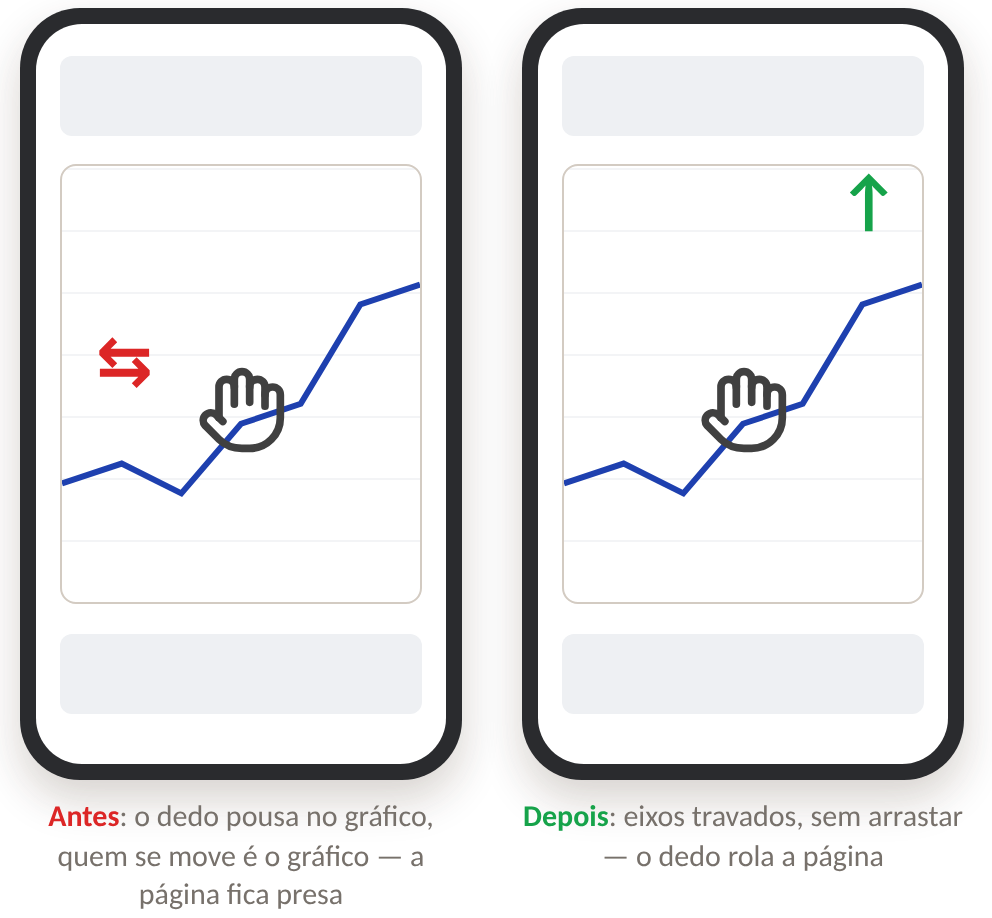 Antes: o dedo pousa no gráfico,
quem se move é o gráfico — a
página fica presa
Depois: eixos travados, sem arrastar
— o dedo rola a página